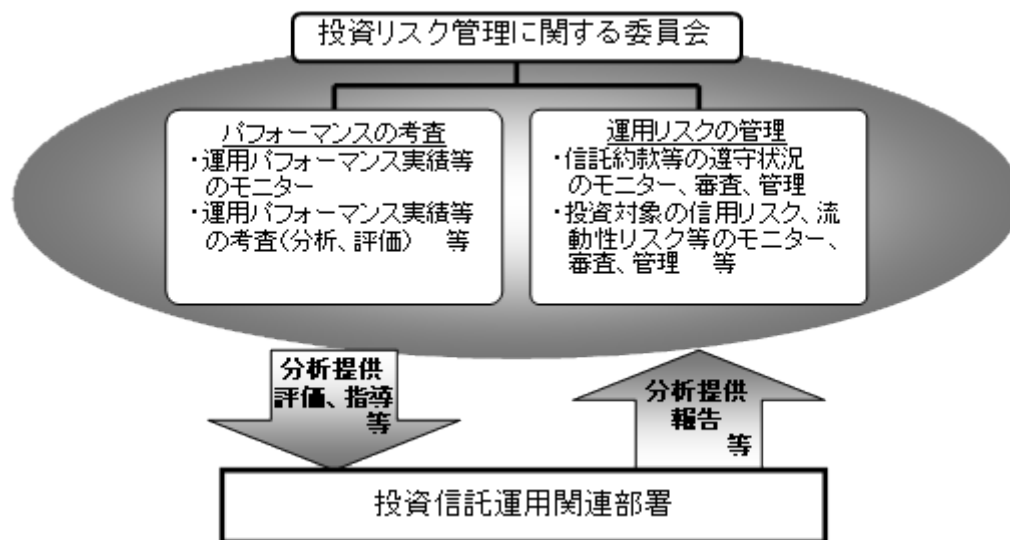 投資リスク管理に関する委員会
パフォーマンスの考査
・運用パフォーマンス実績等
のモニター
・運用パフォーマンス実績等
の考査(分析、評価)　等
運用リスクの管理
・信託約款等の遵守状況
のモニター、審査、管理
・投資対象の信用リスク、流
動性リスク等のモニター、
審査、管理　等
分析提供
評価、指導
等
分析提供
報告
等
投資信託運用関連部署